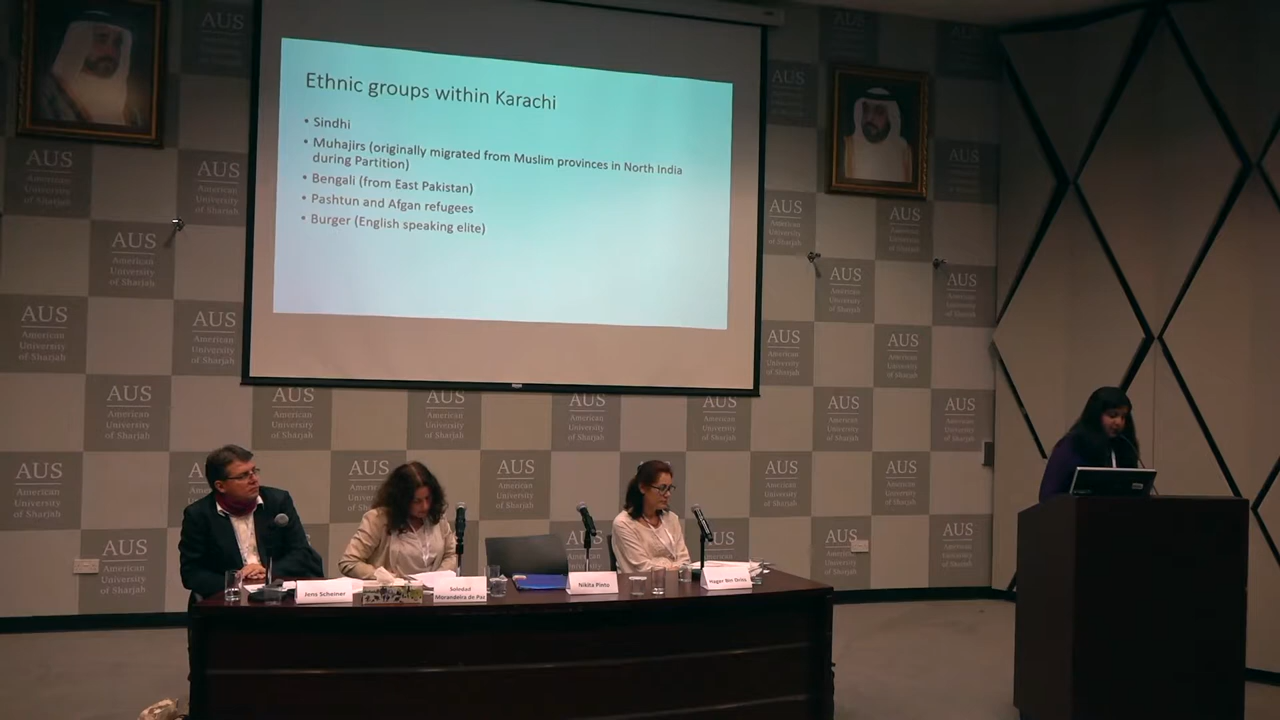 Ethnic groups within Karachi
• Sindhi
• Muhajirs (originally migrated from Muslim provinces in North India
during Partition)
• Bengali (from East Pakistan)
• Pashtun and Afgan refugees
• Burger (English speaking elite)
AUS
American
University
of Sharjah
Jens Scheiner
Soledad
Morandeira de Paz
Nikita Pinto
Hager Ben Driss